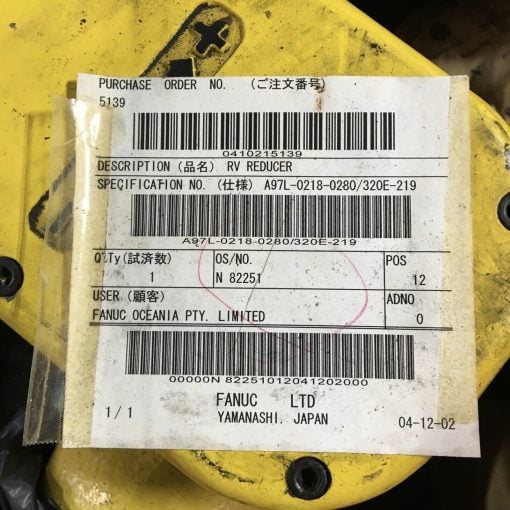 PURCHASE ORDER NO. (ご注文番号)
5139
0410215139
DESCRIPTION (品名) RV REDUCER
SPECIFICATION NO. (仕様) A97L-0218-0280/320E-219
A97L-0218-0280/320E-219
Q'Ty(試済数) OS/NO. POS
1 N 82251 12
USER (顧客) ADNO
FANUC OCEANIA PTY. LIMITED 0
00000N 82251012041202000
1/1 FANUC LTD
YAMANASHI. JAPAN 04-12-02